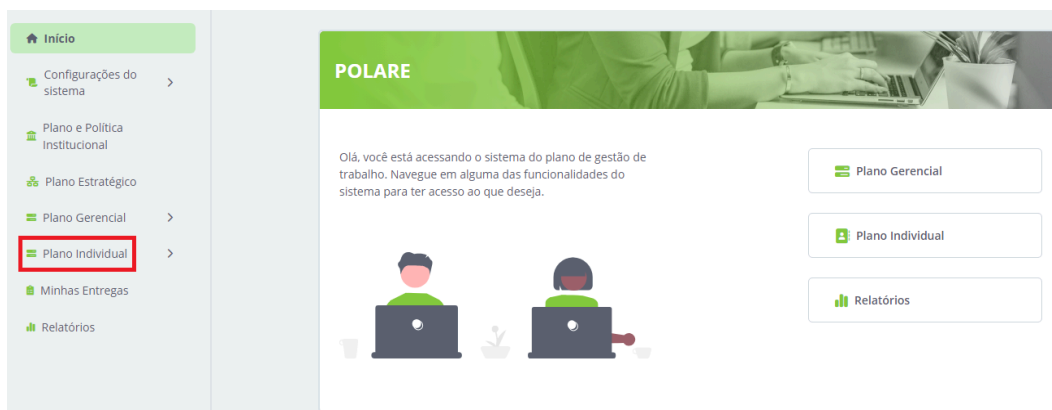 Início
Configurações do
sistema
Plano e Política
Institucional
Plano Estratégico
Plano Gerencial
Plano Individual
Minhas Entregas
Relatórios
POLARE
Olá, você está acessando o sistema do plano de gestão de
trabalho. Navegue em alguma das funcionalidades do
sistema para ter acesso ao que deseja.
Plano Gerencial
Plano Individual
Relatórios